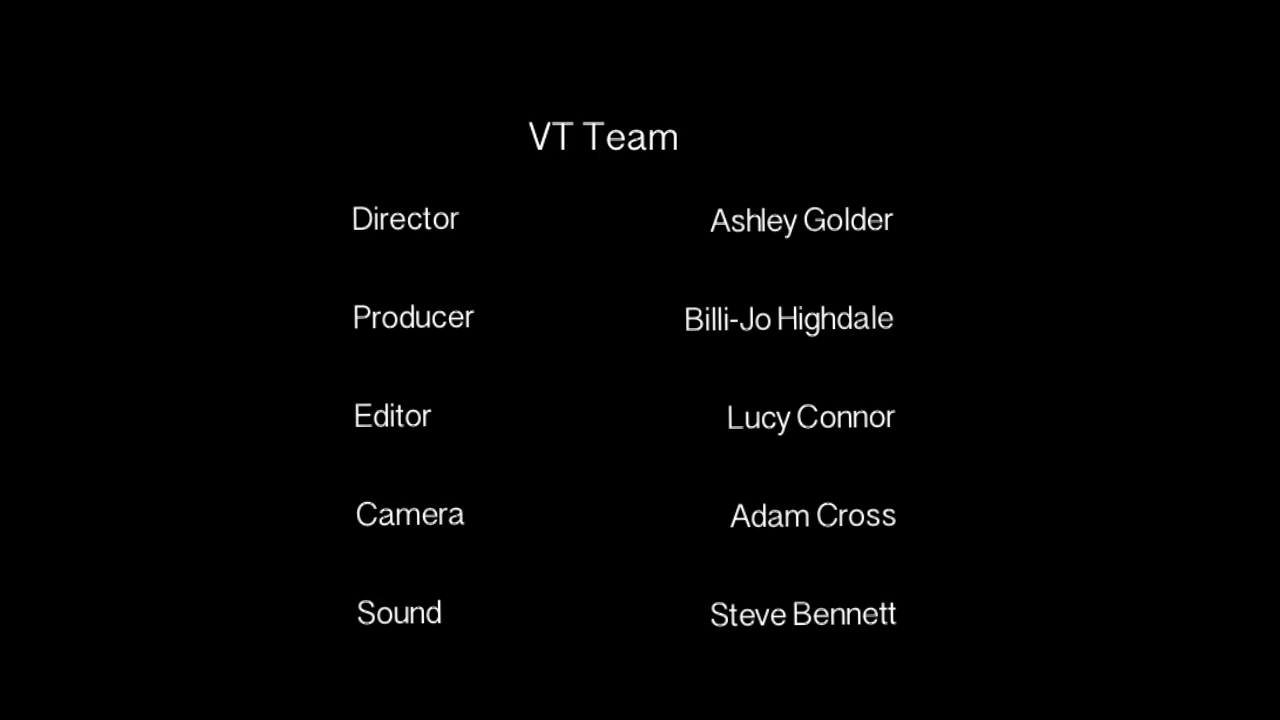 VT Team
Director Ashley Golder
Producer Billi-Jo Highdale
Editor Lucy Connor
Camera Adam Cross
Sound Steve Bennett